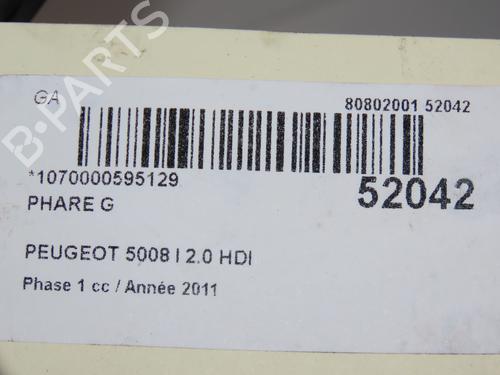 GA
80802001 52042
*1070000595129
52042
PHARE G
PEUGEOT 5008 I 2.0 HDI
Phase 1 cc / Année 2011
B-PARTS